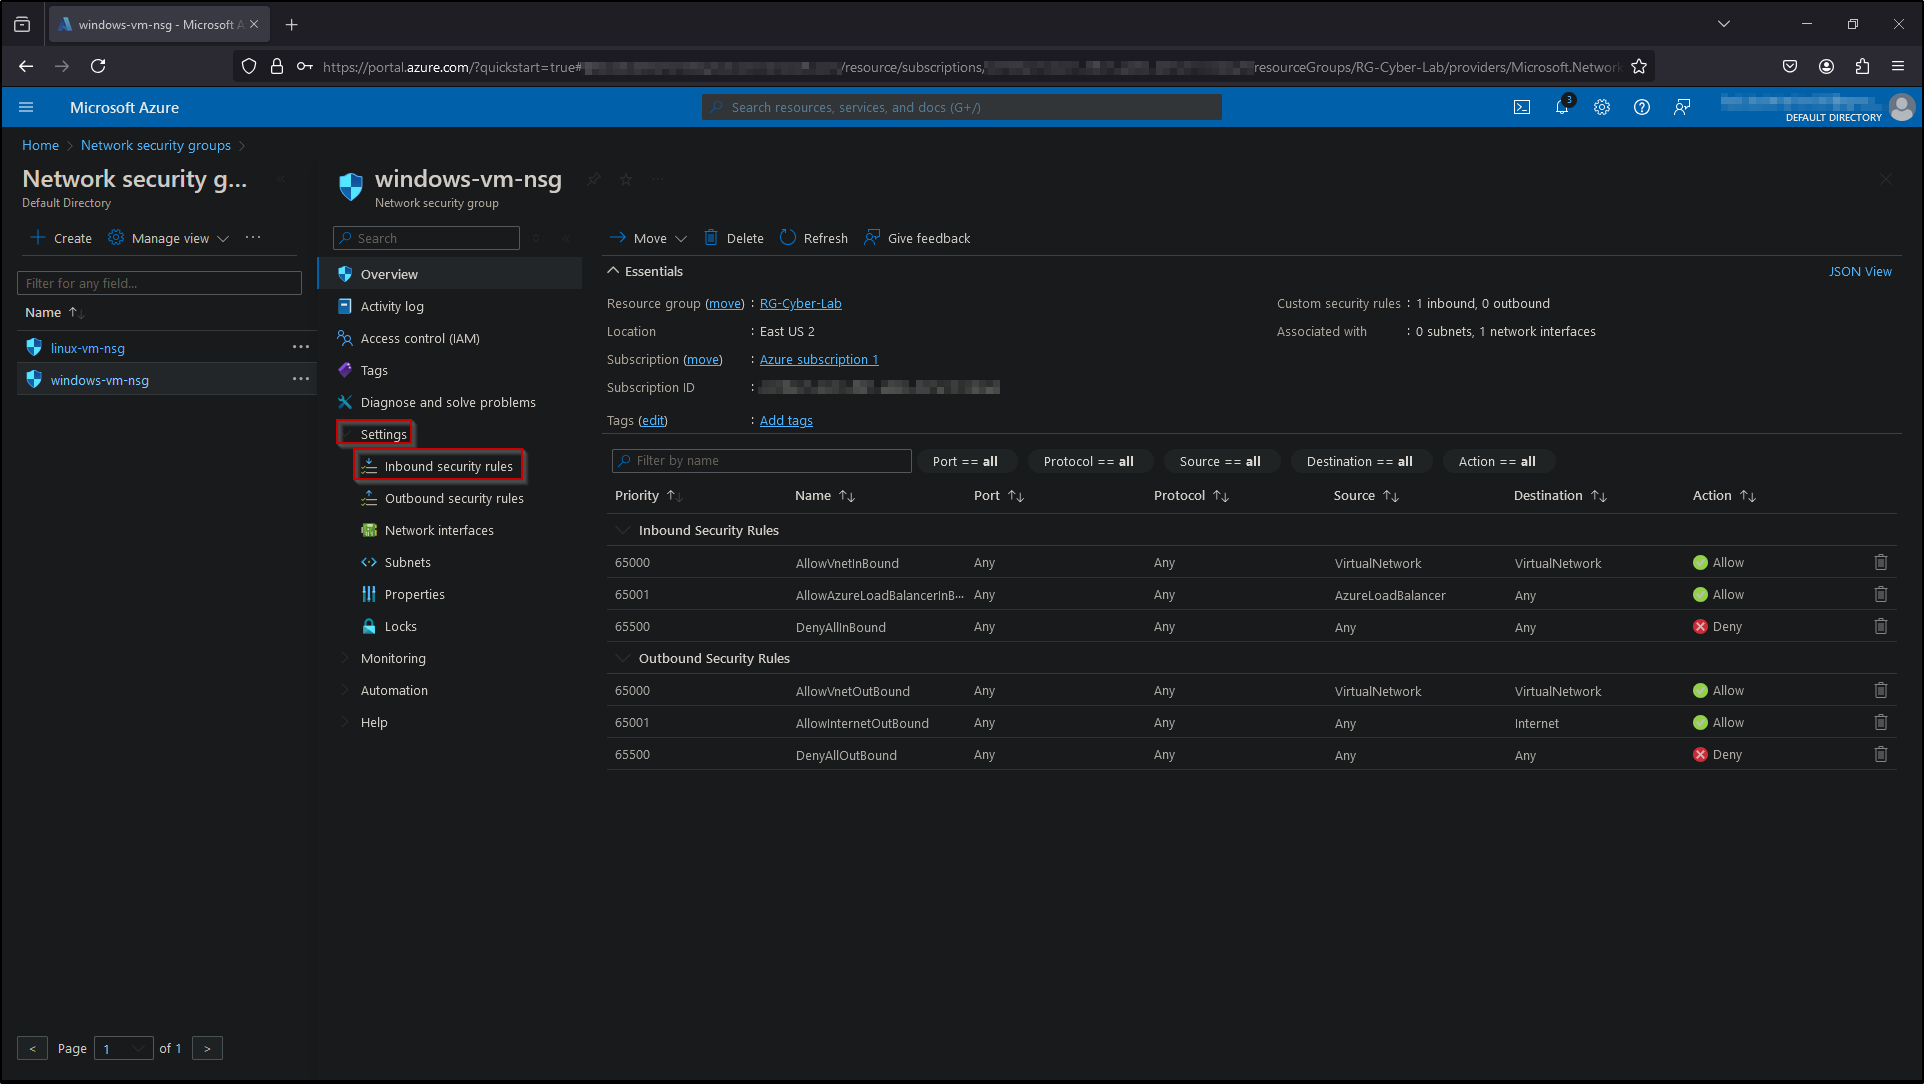 windows-vm-nsg - Microsoft A
https://portal.azure.com/?quickstart=true# /resource/subscriptions/ resourceGroups/RG-Cyber-Lab/providers/Microsoft.Network
Microsoft Azure
Search resources, services, and docs (G+/)
3
DEFAULT DIRECTORY
Home > Network security groups >
Network security g...
Default Directory
Create
Manage view
Filter for any field...
Name
linux-vm-nsg
windows-vm-nsg
< Page 1 of 1 >
windows-vm-nsg
Network security group
Search
Overview
Activity log
Access control (IAM)
Tags
Diagnose and solve problems
Settings
Inbound security rules
Outbound security rules
Network interfaces
Subnets
Properties
Locks
Monitoring
Automation
Help
Move Delete Refresh Give feedback
Essentials JSON View
Resource group (move) : RG-Cyber-Lab Custom security rules : 1 inbound, 0 outbound
Location : East US 2 Associated with : 0 subnets, 1 network interfaces
Subscription (move) : Azure subscription 1
Subscription ID :
Tags (edit) : Add tags
Filter by name Port == all Protocol == all Source == all Destination == all Action == all
Priority Name Port Protocol Source Destination Action
Inbound Security Rules
65000 AllowVnetInBound Any Any VirtualNetwork VirtualNetwork Allow
65001 AllowAzureLoadBalancerInB... Any Any AzureLoadBalancer Any Allow
65500 DenyAllInBound Any Any Any Any Deny
Outbound Security Rules
65000 AllowVnetOutBound Any Any VirtualNetwork VirtualNetwork Allow
65001 AllowInternetOutBound Any Any Any Internet Allow
65500 DenyAllOutBound Any Any Any Any Deny